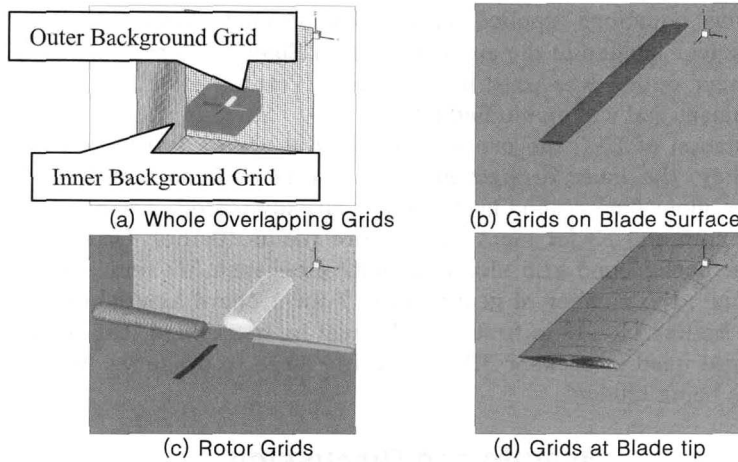 Outer Background Grid
Inner Background Grid
(a) Whole Overlapping Grids
(b) Grids on Blade Surface
(c) Rotor Grids
(d) Grids at Blade tip